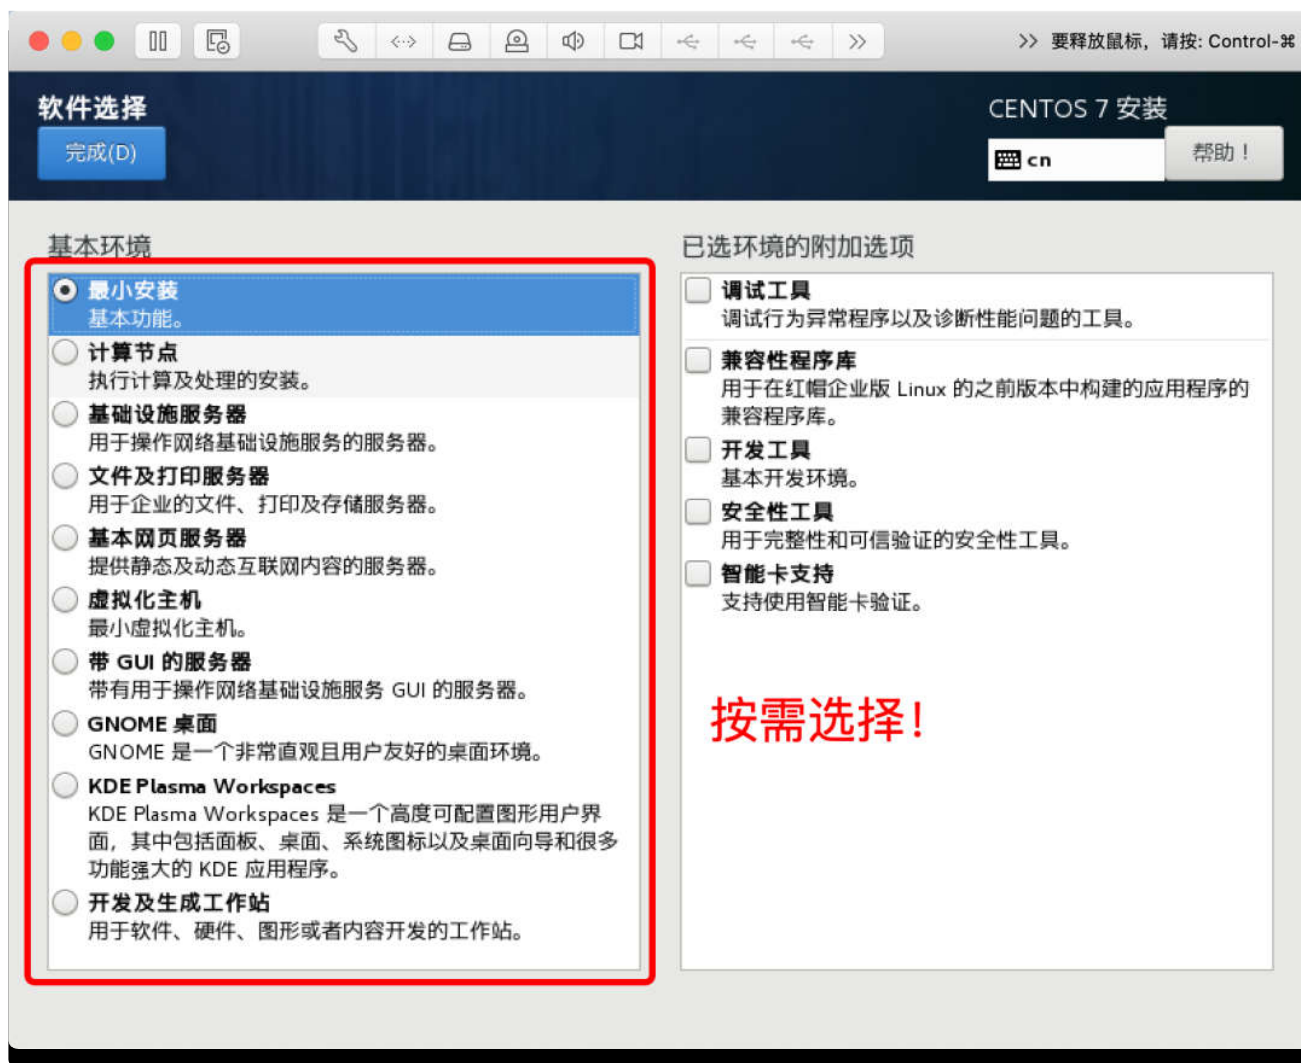 >> 要释放鼠标，请按: Control-⌘
软件选择
CENTOS 7 安装
完成(D)
cn
帮助！
基本环境
最小安装
基本功能。
计算节点
执行计算及处理的安装。
基础设施服务器
用于操作网络基础设施服务的服务器。
文件及打印服务器
用于企业的文件、打印及存储服务器。
基本网页服务器
提供静态及动态互联网内容的服务器。
虚拟化主机
最小虚拟化主机。
带 GUI 的服务器
带有用于操作网络基础设施服务 GUI 的服务器。
GNOME 桌面
GNOME 是一个非常直观且用户友好的桌面环境。
KDE Plasma Workspaces
KDE Plasma Workspaces 是一个高度可配置图形用户界
面，其中包括面板、桌面、系统图标以及桌面向导和很多
功能强大的 KDE 应用程序。
开发及生成工作站
用于软件、硬件、图形或者内容开发的工作站。
已选环境的附加选项
调试工具
调试行为异常程序以及诊断性能问题的工具。
兼容性程序库
用于在红帽企业版 Linux 的之前版本中构建的应用程序的
兼容程序库。
开发工具
基本开发环境。
安全性工具
用于完整性和可信验证的安全性工具。
智能卡支持
支持使用智能卡验证。
按需选择！